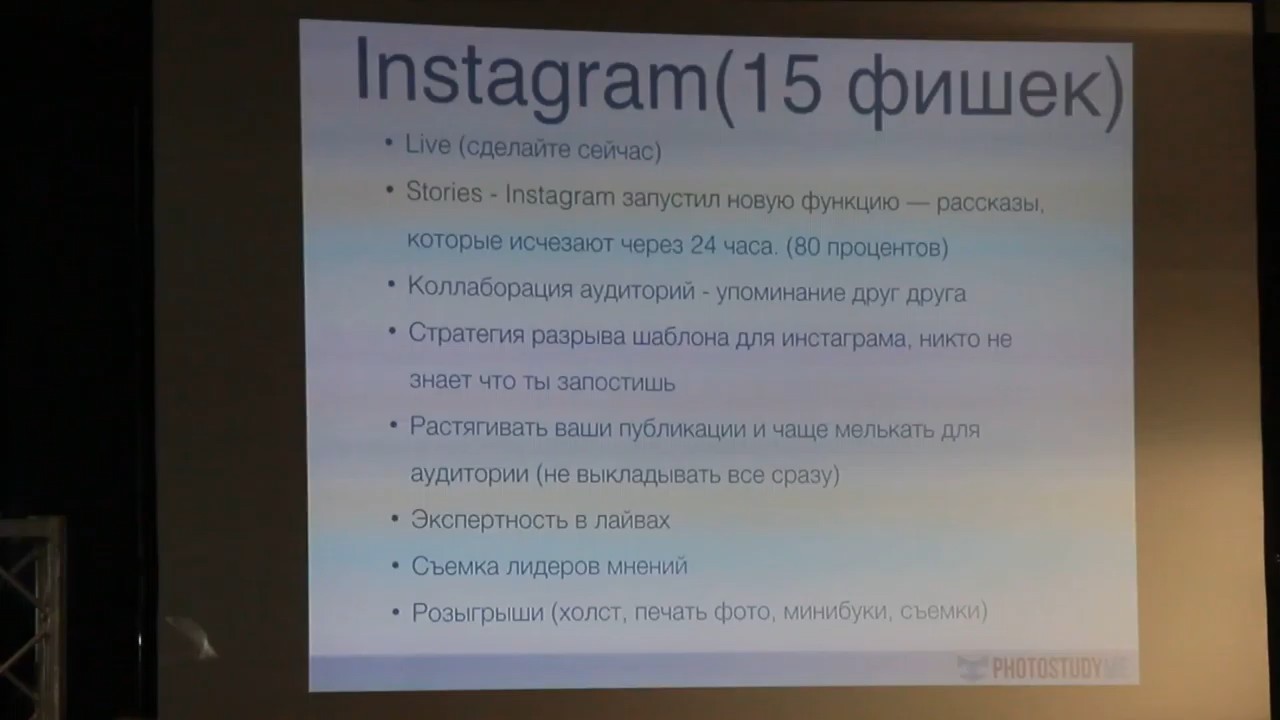 Instagram(15 фишек)
• Live (сделайте сейчас)
• Stories - Instagram запустил новую функцию — рассказы,
которые исчезают через 24 часа. (80 процентов)
• Коллаборация аудиторий - упоминание друг друга
• Стратегия разрыва шаблона для инстаграма, никто не
знает что ты запостишь
• Растягивать ваши публикации и чаще мелькать для
аудитории (не выкладывать все сразу)
• Экспертность в лайвах
• Съемка лидеров мнений
• Розыгрыши (холст, печать фото, минибуки, съемки)
PHOTOSTUDY